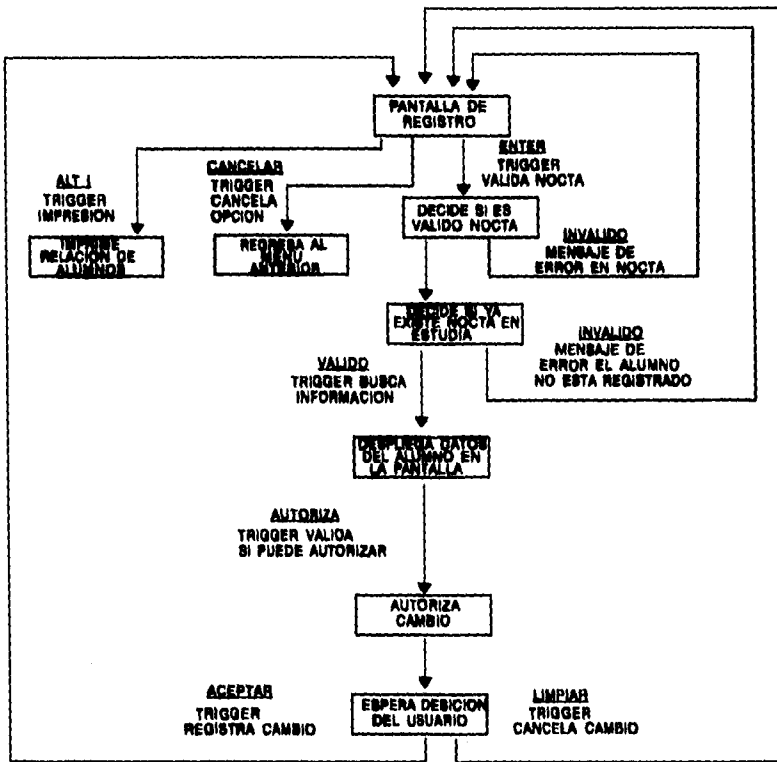 PANTALLA DE
REGISTRO
ENTER
TRIGGER
VALIDA NOCTA
CANCELAR
TRIGGER
CANCELA
OPCION
ALT I
TRIGGER
IMPRESION
DECIDE SI ES
VALIDO NOCTA
IMPRIME
RELACION DE
ALUMNOS
REGRESA AL
MENU
ANTERIOR
INVALIDO
MENSAJE DE
ERROR EN NOCTA
DECIDE SI YA
EXISTE NOCTA EN
ESTUDIA
INVALIDO
MENSAJE DE
ERROR EL ALUMNO
NO ESTA REGISTRADO
VALIDO
TRIGGER BUSCA
INFORMACION
DESPLIEGA DATOS
DEL ALUMNO EN
LA PANTALLA
AUTORIZA
TRIGGER VALIDA
SI PUEDE AUTORIZAR
AUTORIZA
CAMBIO
ACEPTAR
TRIGGER
REGISTRA CAMBIO
ESPERA DESICION
DEL USUARIO
LIMPIAR
TRIGGER
CANCELA CAMBIO